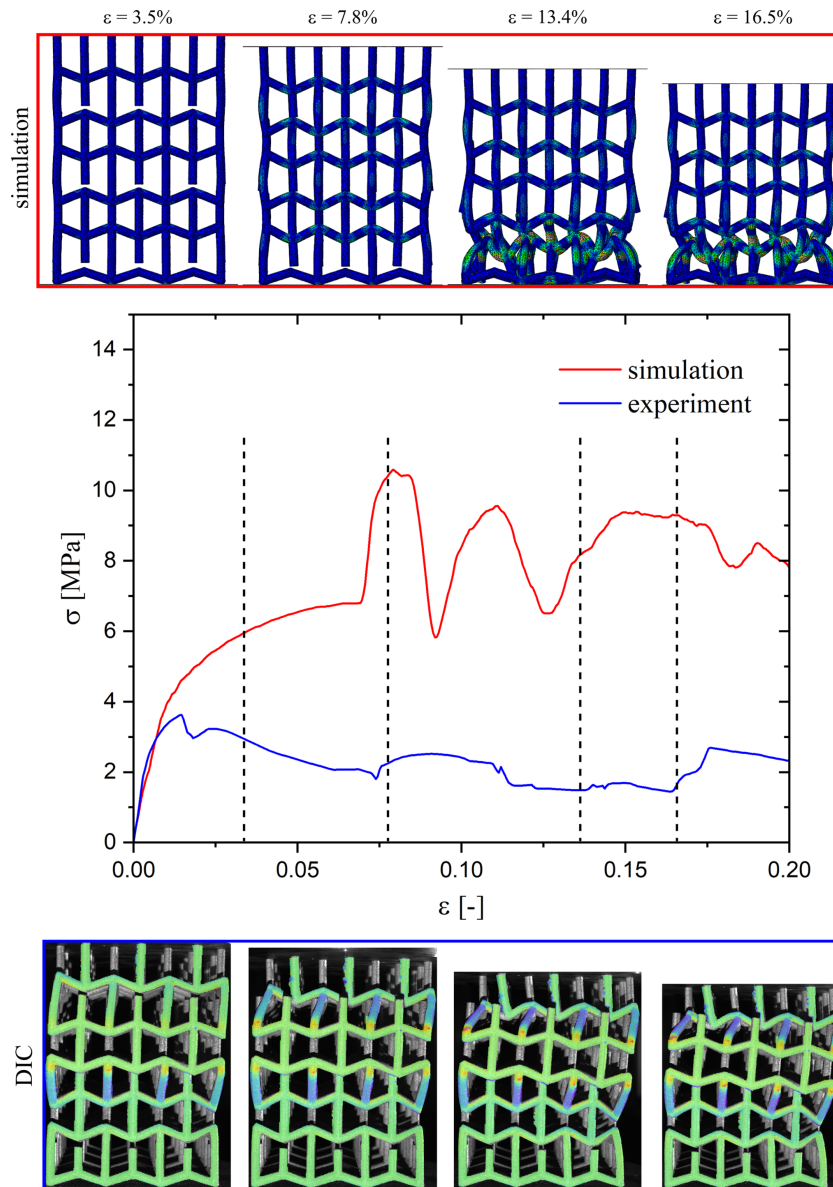 ε = 3.5% ε = 7.8% ε = 13.4% ε = 16.5%
simulation
14
12
10
8
6
4
2
0
σ [MPa]
simulation
experiment
0.00 0.05 0.10 0.15 0.20
ε [-]
DIC